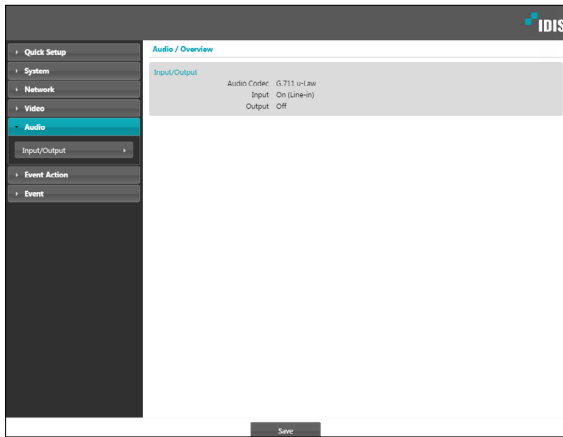 IDIS
Quick Setup
System
Network
Video
Audio
Input/Output
Event Action
Event
Audio / Overview
Input/Output
Audio Codec G.711 u-Law
Input On (Line-in)
Output Off
Save